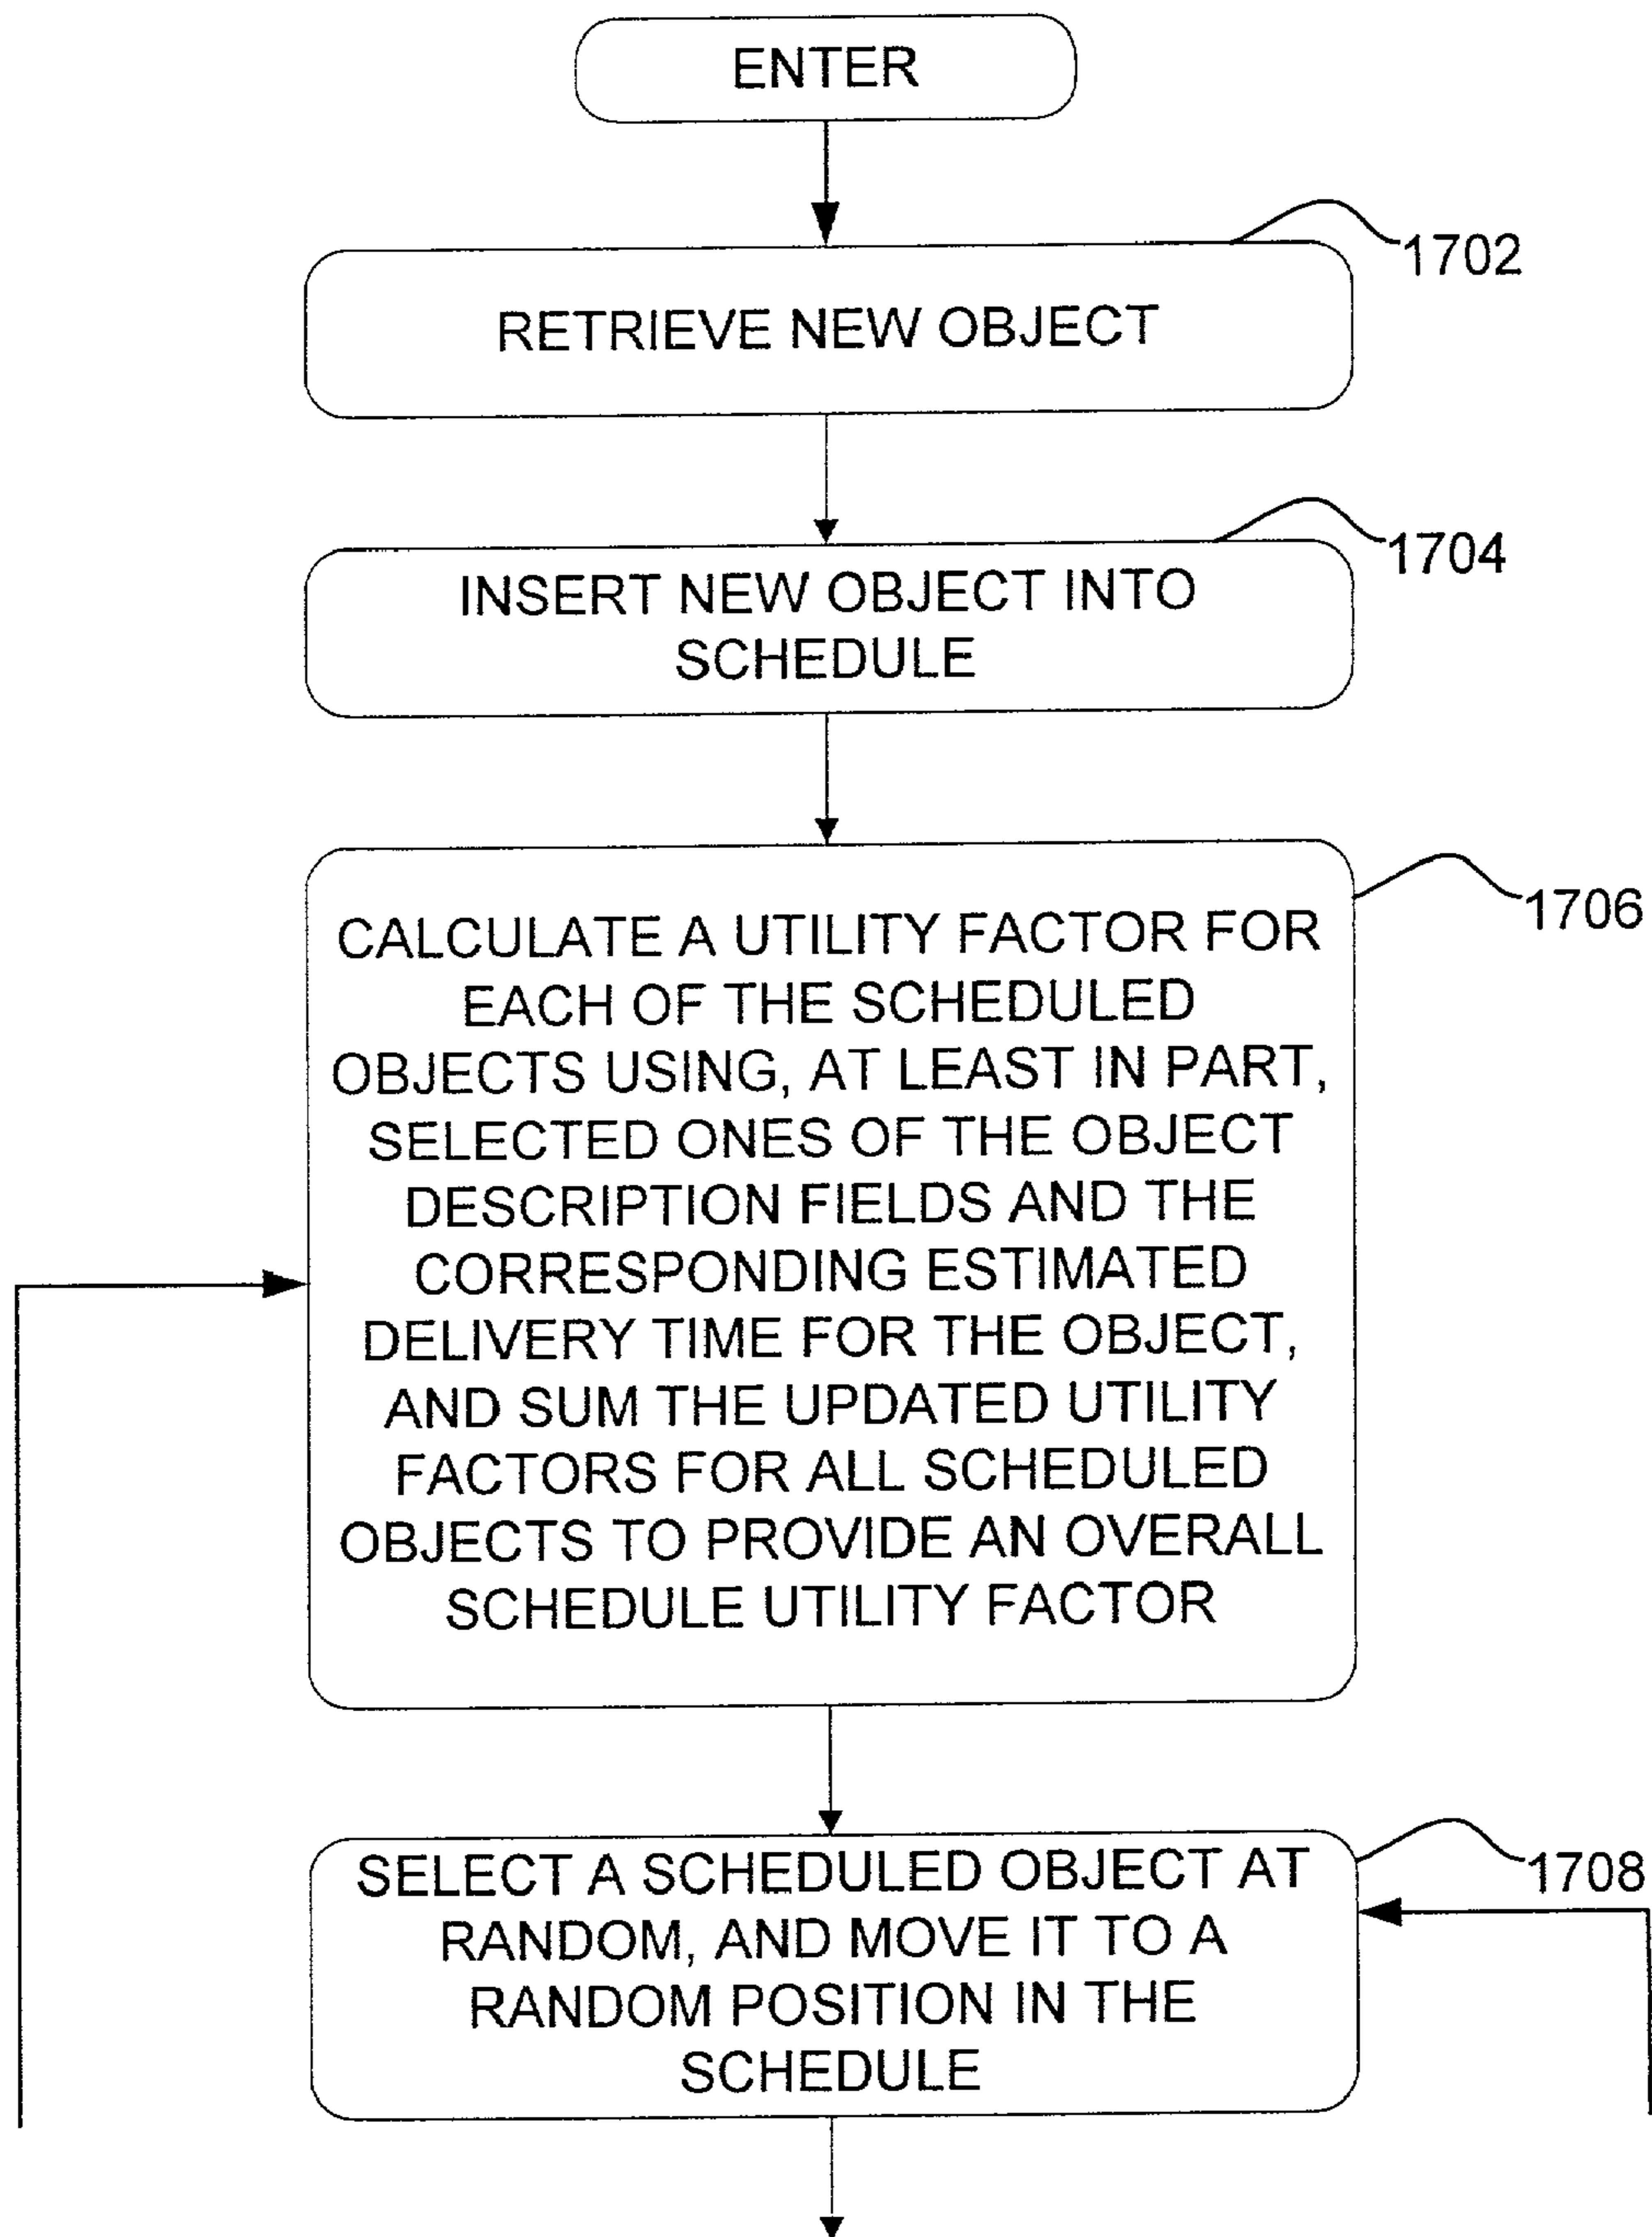 ENTER
1702
RETRIEVE NEW OBJECT
1704
INSERT NEW OBJECT INTO
SCHEDULE
1706
CALCULATE A UTILITY FACTOR FOR
EACH OF THE SCHEDULED
OBJECTS USING, AT LEAST IN PART,
SELECTED ONES OF THE OBJECT
DESCRIPTION FIELDS AND THE
CORRESPONDING ESTIMATED
DELIVERY TIME FOR THE OBJECT,
AND SUM THE UPDATED UTILITY
FACTORS FOR ALL SCHEDULED
OBJECTS TO PROVIDE AN OVERALL
SCHEDULE UTILITY FACTOR
1708
SELECT A SCHEDULED OBJECT AT
RANDOM, AND MOVE IT TO A
RANDOM POSITION IN THE
SCHEDULE